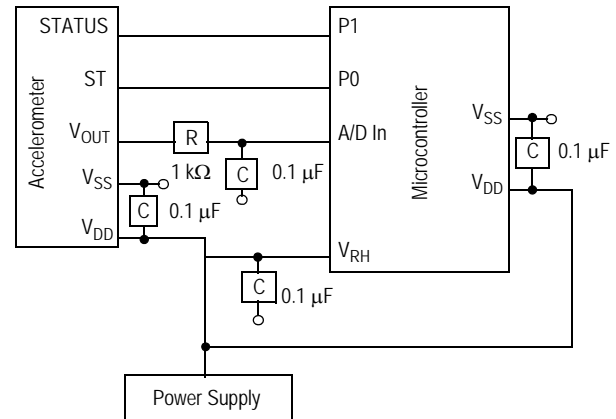 STATUS
ST
VOUT
VSS
VDD
Accelerometer
R
1 kΩ
C
0.1 µF
C
0.1 µF
P1
P0
A/D In
VRH
Microcontroller
VSS
VDD
C
0.1 µF
C
0.1 µF
Power Supply